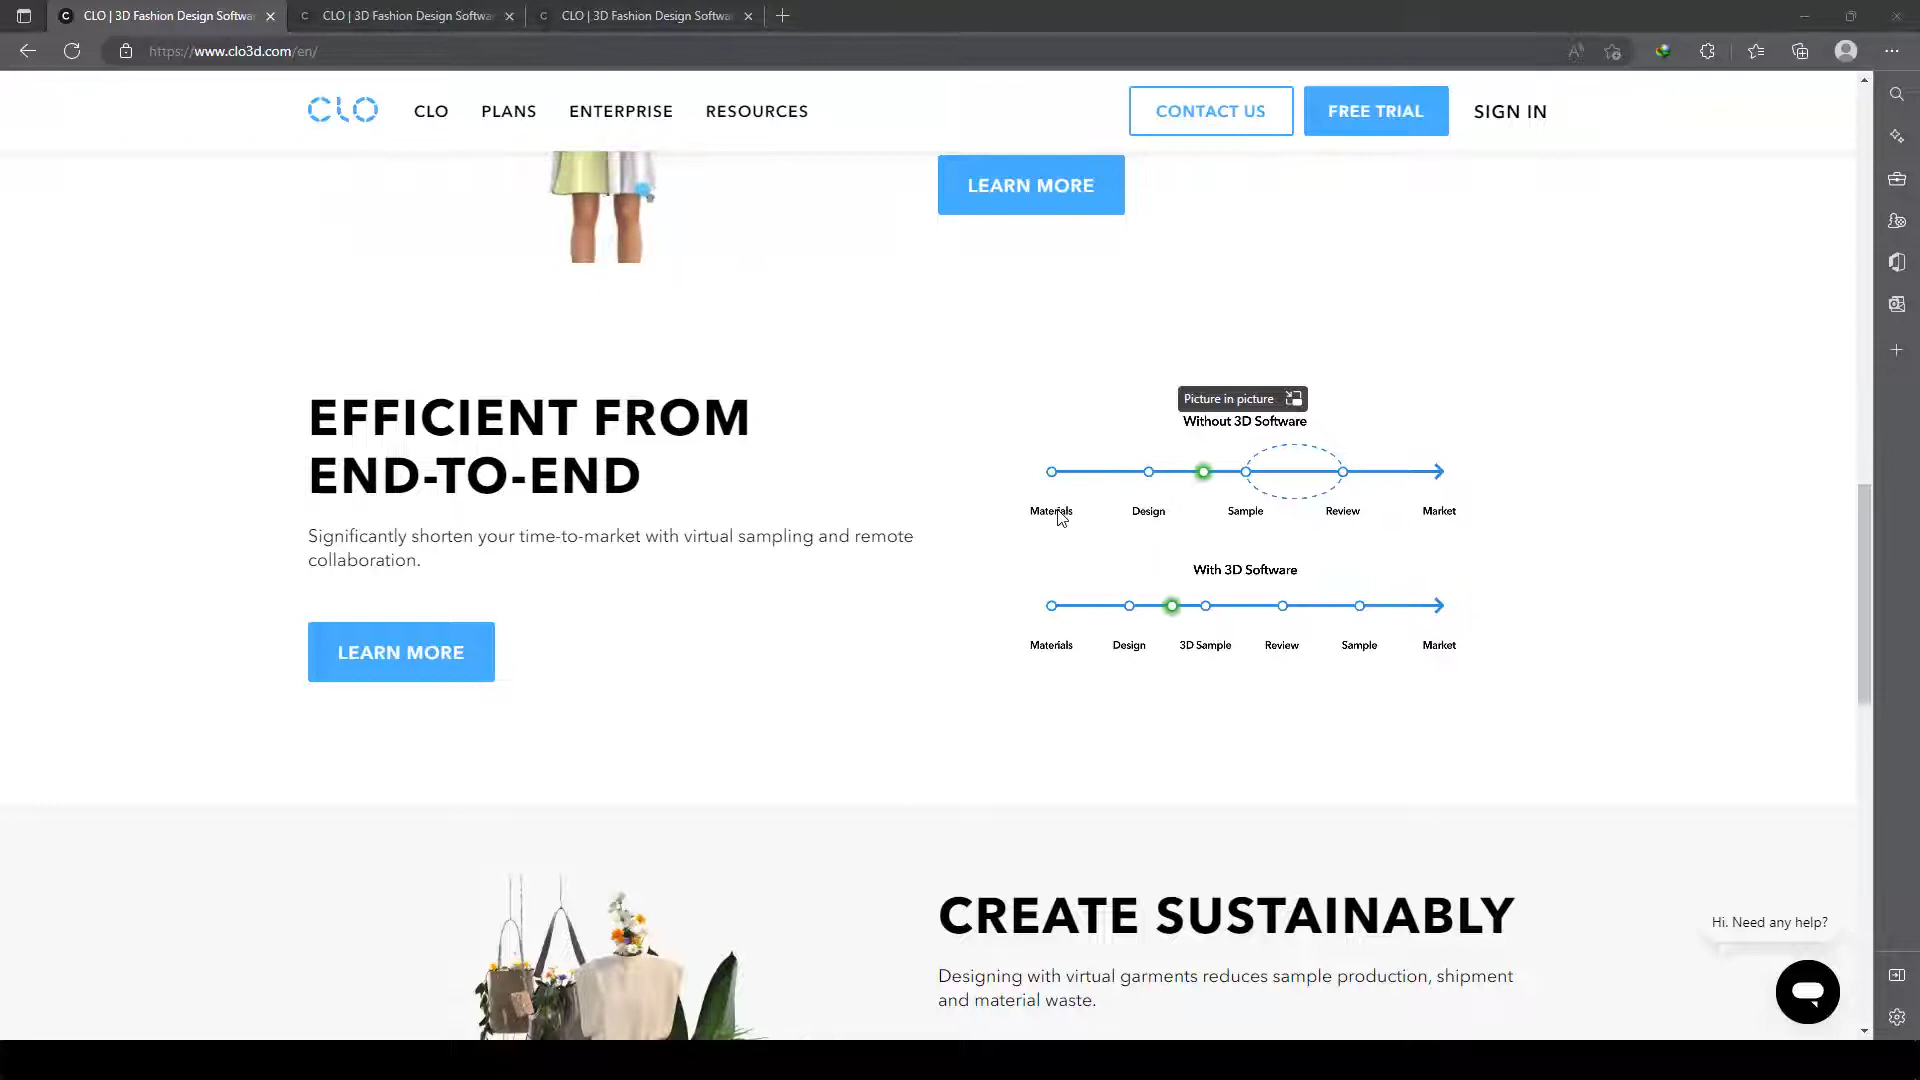 CLO | 3D Fashion Design Softwa
CLO | 3D Fashion Design Softwa
CLO | 3D Fashion Design Softwa
https://www.clo3d.com/en/
CLO
CLO
PLANS
ENTERPRISE
RESOURCES
CONTACT US
FREE TRIAL
SIGN IN
LEARN MORE
EFFICIENT FROM
END-TO-END
Significantly shorten your time-to-market with virtual sampling and remote
collaboration.
LEARN MORE
Picture in picture
Without 3D Software
Materials Design Sample Review Market
With 3D Software
Materials Design 3D Sample Review Sample Market
CREATE SUSTAINABLY
Designing with virtual garments reduces sample production, shipment
and material waste.
Hi. Need any help?